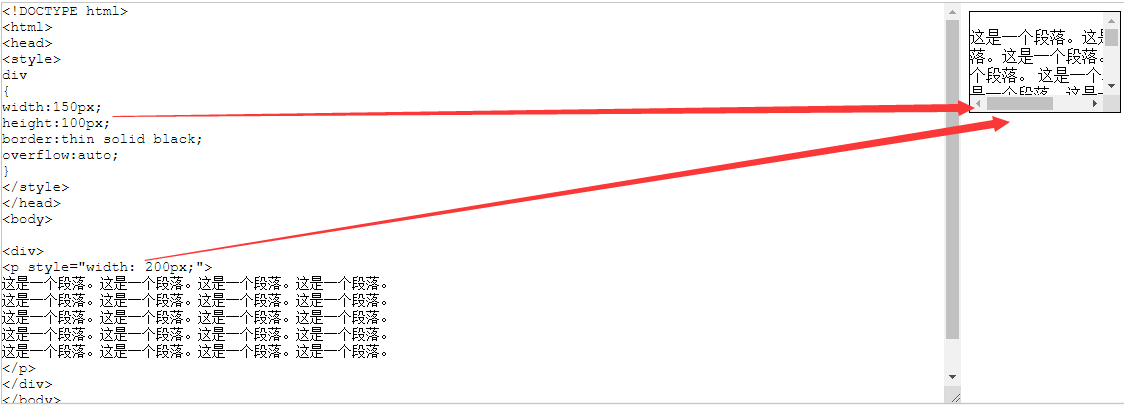 <!DOCTYPE html>
<html>
<head>
<style>
div
{
width:150px;
height:100px;
border:thin solid black;
overflow:auto;
}
</style>
</head>
<body>
<div>
<p style="width: 200px;">
这是一个段落。这是一个段落。这是一个段落。这是一个段落。
这是一个段落。这是一个段落。这是一个段落。这是一个段落。
这是一个段落。这是一个段落。这是一个段落。这是一个段落。
这是一个段落。这是一个段落。这是一个段落。这是一个段落。
这是一个段落。这是一个段落。这是一个段落。这是一个段落。
</p>
</div>
</body>
这是一个段落。这是
落。这是一个段落。
个段落。 这是一个
是一个段落。这是一